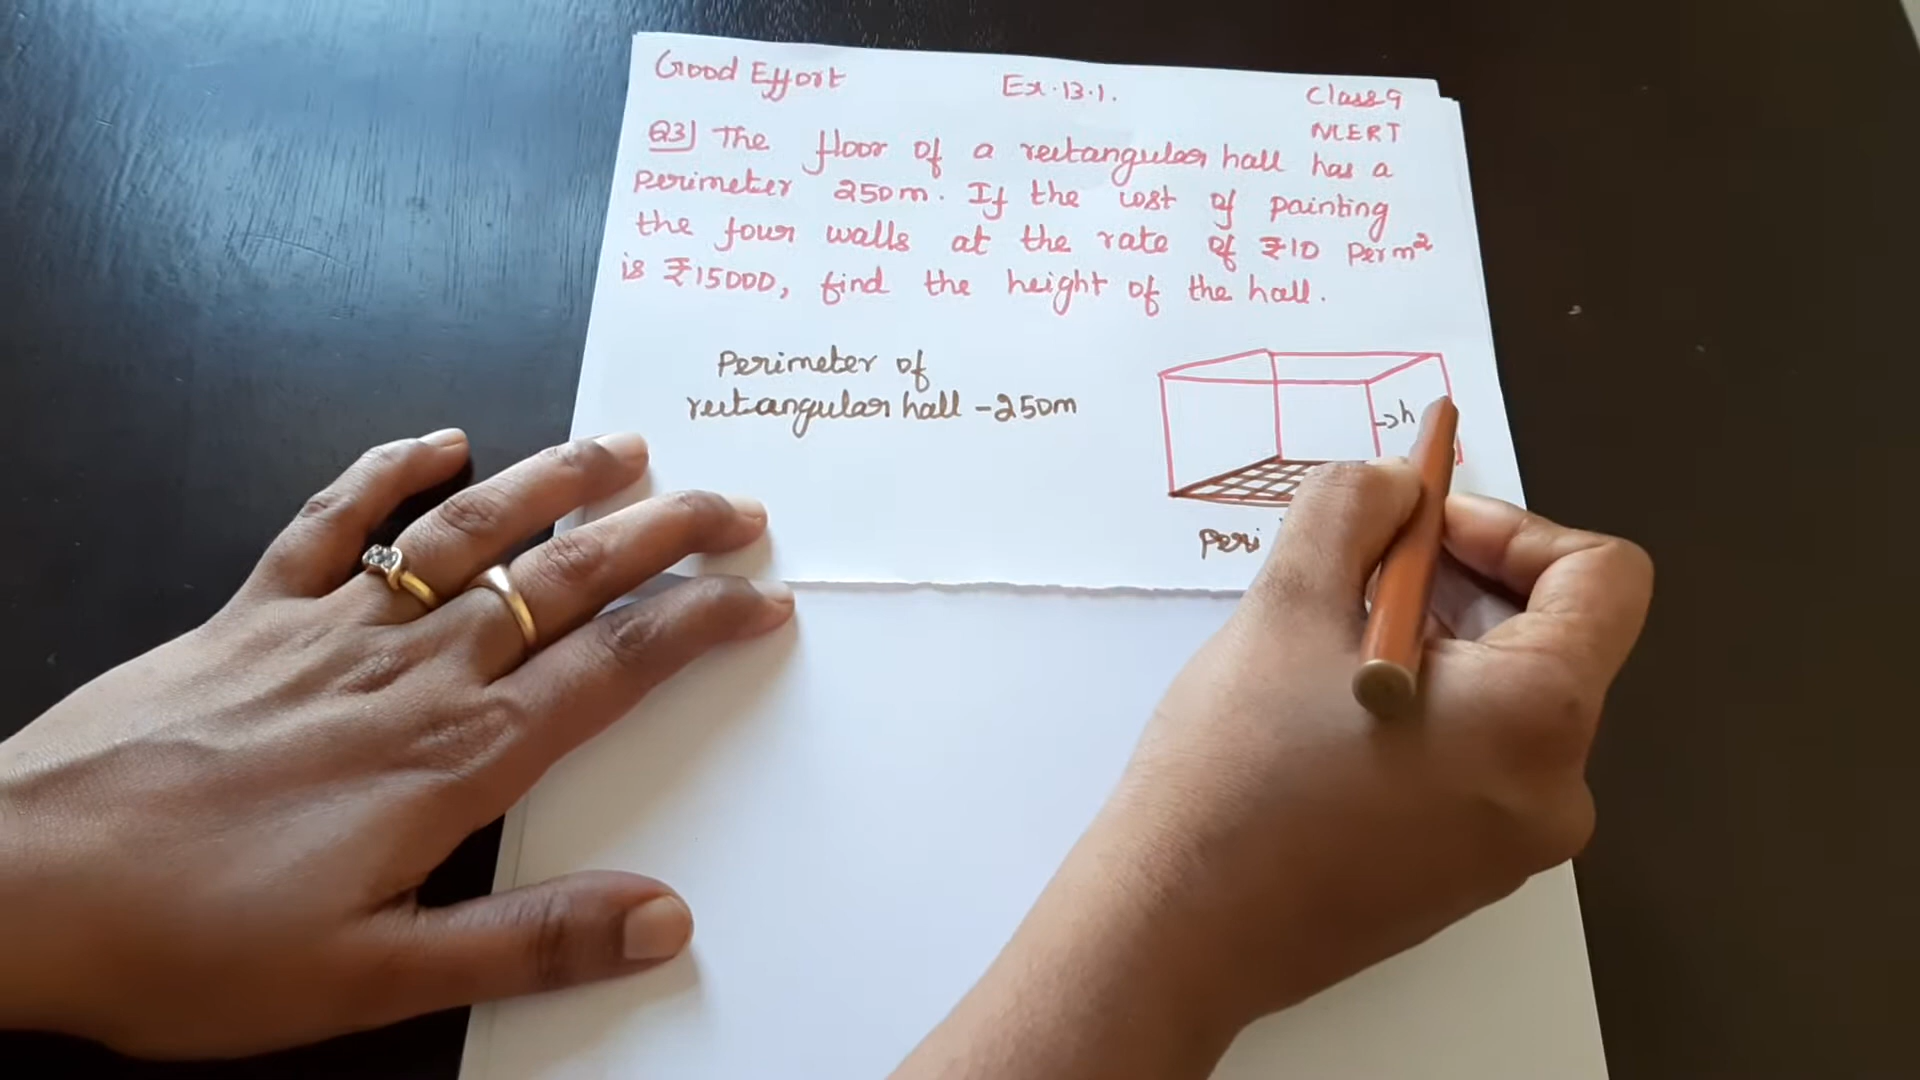 Good Effort
Ex.13.1.
Class 9
NCERT
Q3) The floor of a rectangular hall has a
perimeter 250m. If the cost of painting
the four walls at the rate of ₹10 per m²
is ₹15000, find the height of the hall.
Perimeter of
rectangular hall - 250m
→h
peri